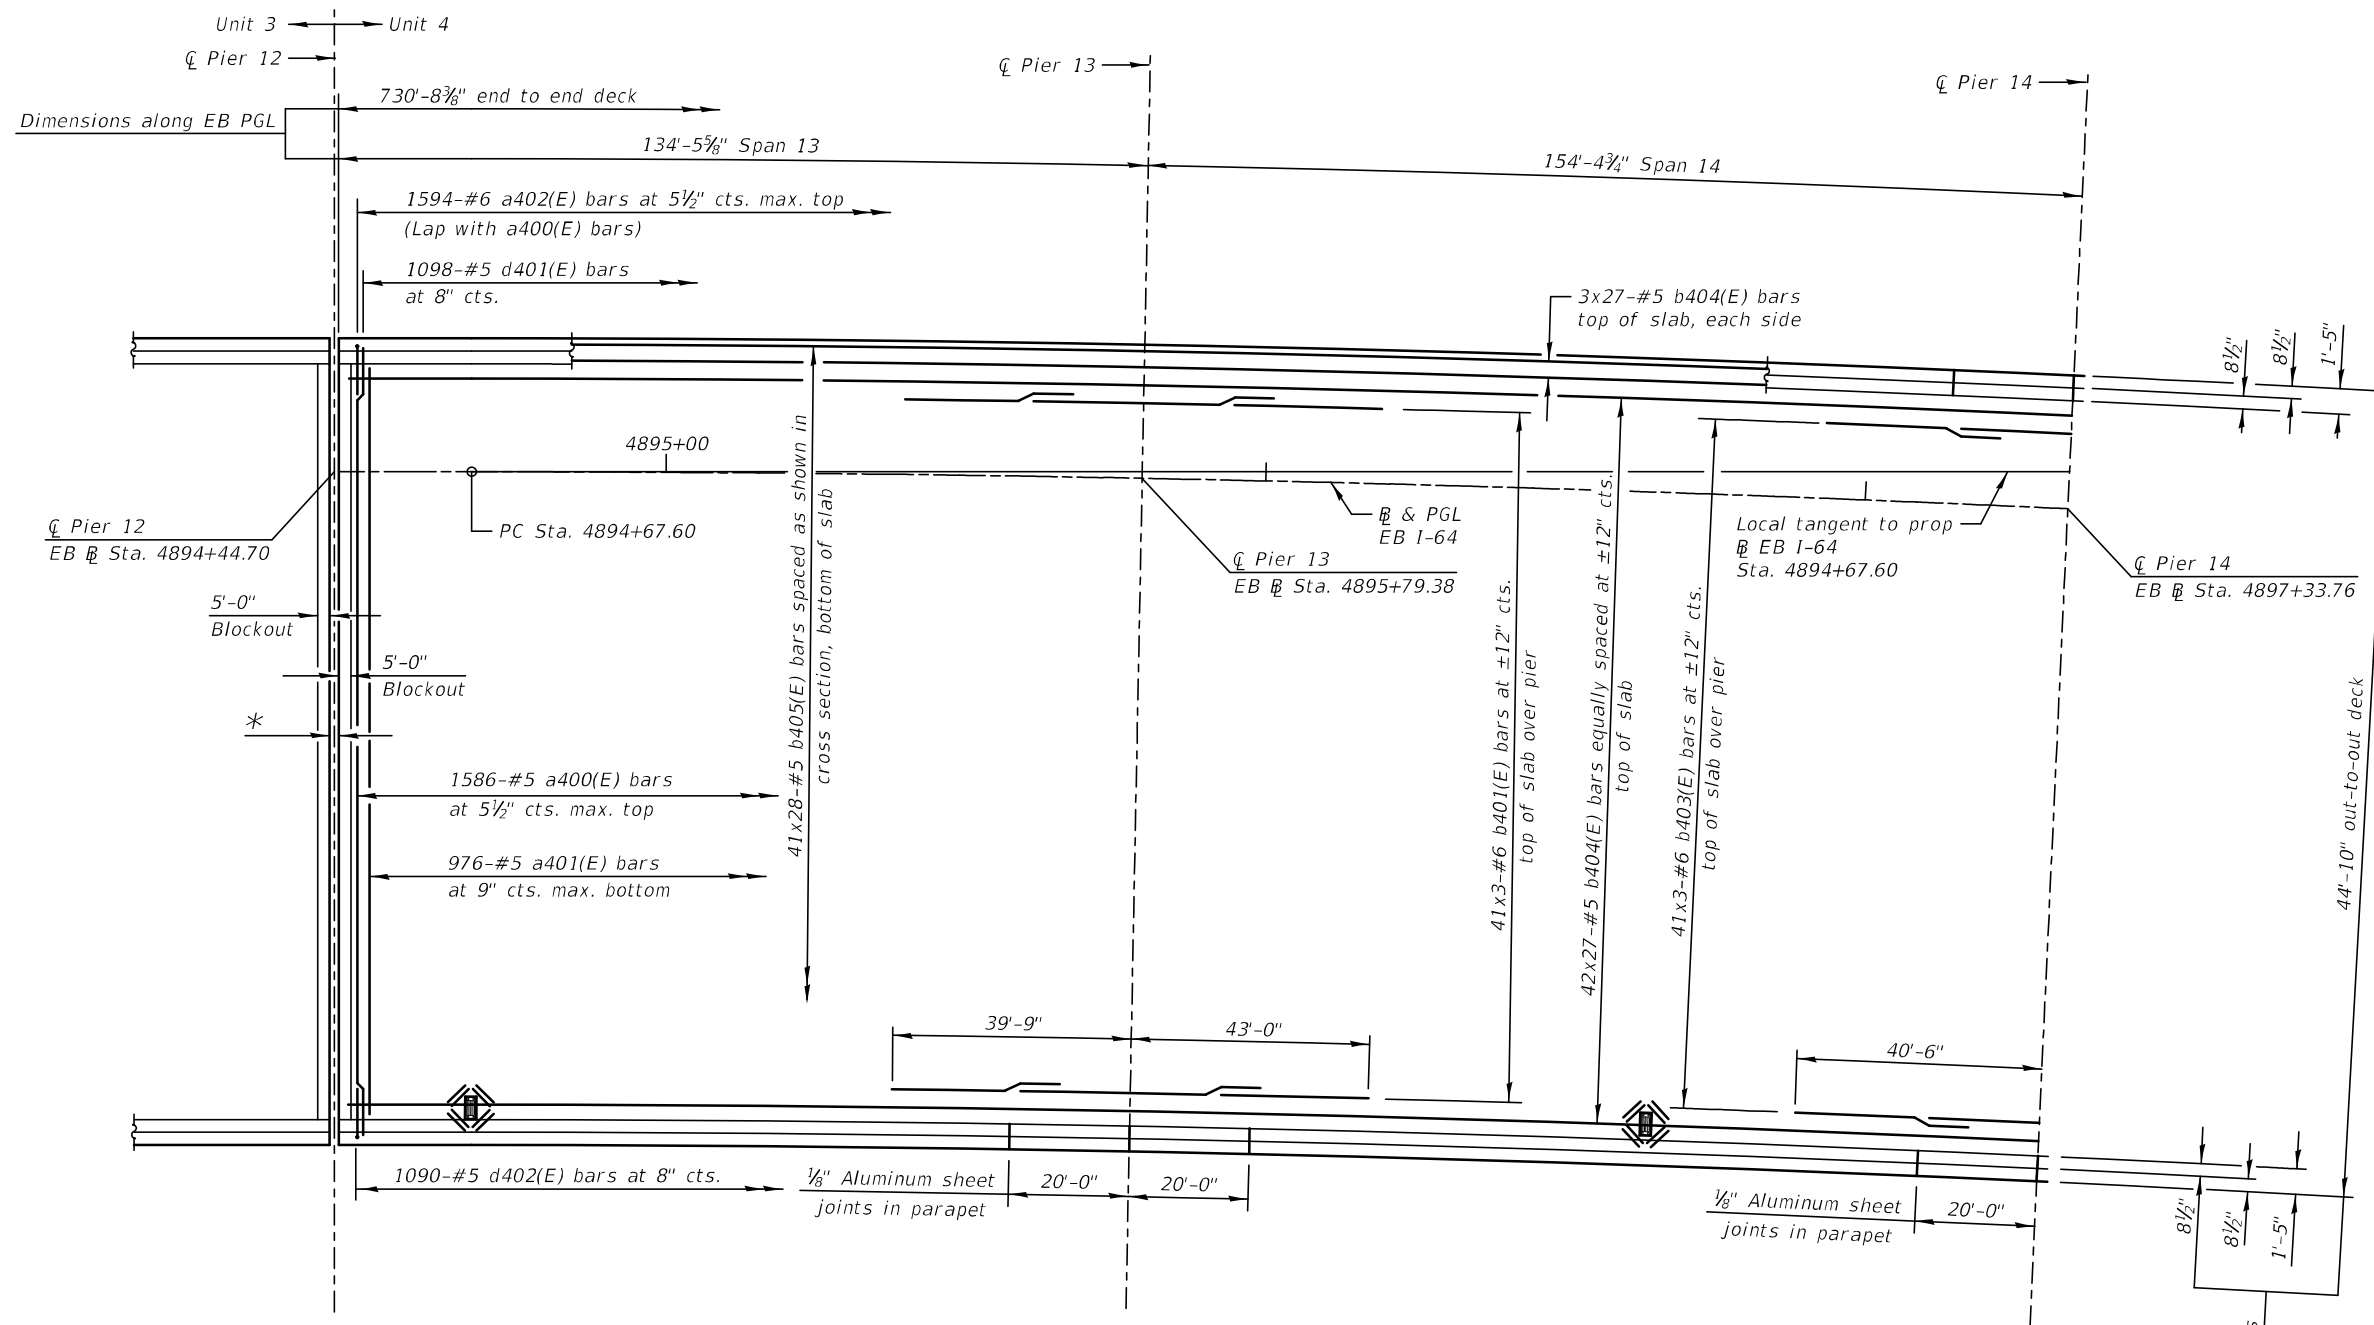 Unit 3
Unit 4
℄ Pier 12
℄ Pier 13
℄ Pier 14
730'-8⅜" end to end deck
Dimensions along EB PGL
134'-5⅝" Span 13
154'-4¾" Span 14
1594-#6 a402(E) bars at 5½" cts. max. top
(Lap with a400(E) bars)
1098-#5 d401(E) bars
at 8" cts.
3x27-#5 b404(E) bars
top of slab, each side
8½"
8½"
1'-5"
4895+00
PC Sta. 4894+67.60
℄ Pier 12
EB ⅊ Sta. 4894+44.70
B̶L & PGL
EB I-64
℄ Pier 13
EB BL Sta. 4895+79.38
Local tangent to prop
BL EB I-64
Sta. 4894+67.60
℄ Pier 14
EB BL Sta. 4897+33.76
5'-0"
Blockout
5'-0"
Blockout
*
41x28-#5 b405(E) bars spaced as shown in
cross section, bottom of slab
41x3-#6 b401(E) bars at ±12" cts.
top of slab over pier
42x27-#5 b404(E) bars equally spaced at ±12" cts.
top of slab
41x3-#6 b403(E) bars at ±12" cts.
top of slab over pier
44'-10" out-to-out deck
1586-#5 a400(E) bars
at 5½" cts. max. top
976-#5 a401(E) bars
at 9" cts. max. bottom
39'-9"
43'-0"
40'-6"
1090-#5 d402(E) bars at 8" cts.
⅛" Aluminum sheet
joints in parapet
20'-0"
20'-0"
⅛" Aluminum sheet
joints in parapet
20'-0"
8½"
8½"
1'-5"